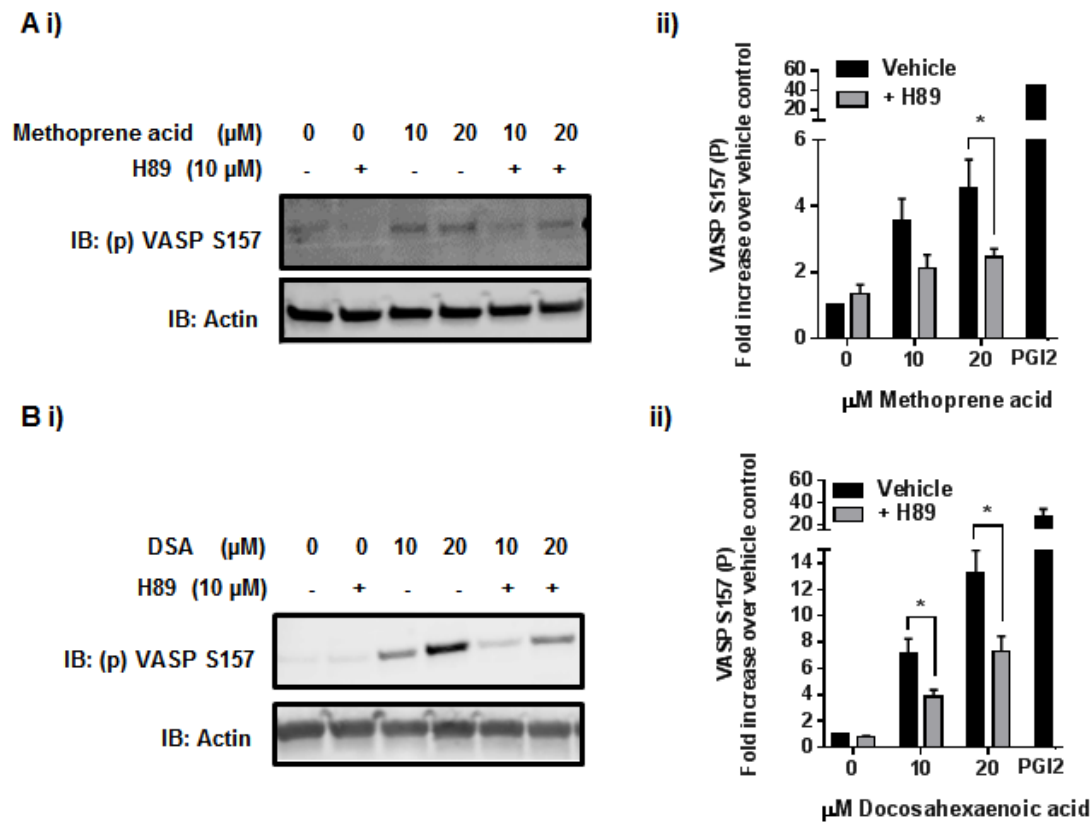 A i)
Methoprene acid (µM) 0 0 10 20 10 20
H89 (10 µM) - + - - + +
IB: (p) VASP S157
IB: Actin
ii)
VASP S157 (P)
Fold increase over vehicle control
60
40
20
6
4
2
0
Vehicle
+ H89
*
0 10 20 PGI2
µM Methoprene acid
B i)
DSA (µM) 0 0 10 20 10 20
H89 (10 µM) - + - - + +
IB: (p) VASP S157
IB: Actin
ii)
VASP S157 (P)
Fold increase over vehicle control
60
40
20
14
12
10
8
6
4
2
0
Vehicle
+ H89
*
*
0 10 20 PGI2
µM Docosahexaenoic acid